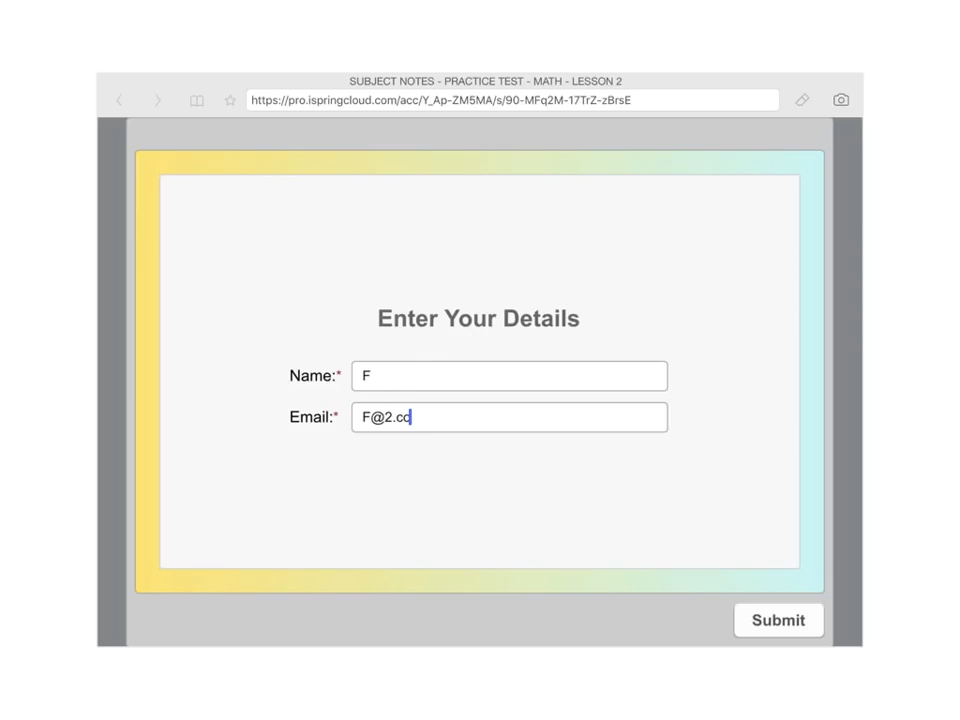 SUBJECT NOTES - PRACTICE TEST - MATH - LESSON 2
https://pro.ispringcloud.com/acc/Y_Ap-ZM5MA/s/90-MFq2M-17TrZ-zBrsE
Enter Your Details
Name:* F
Email:* F@2.co
Submit